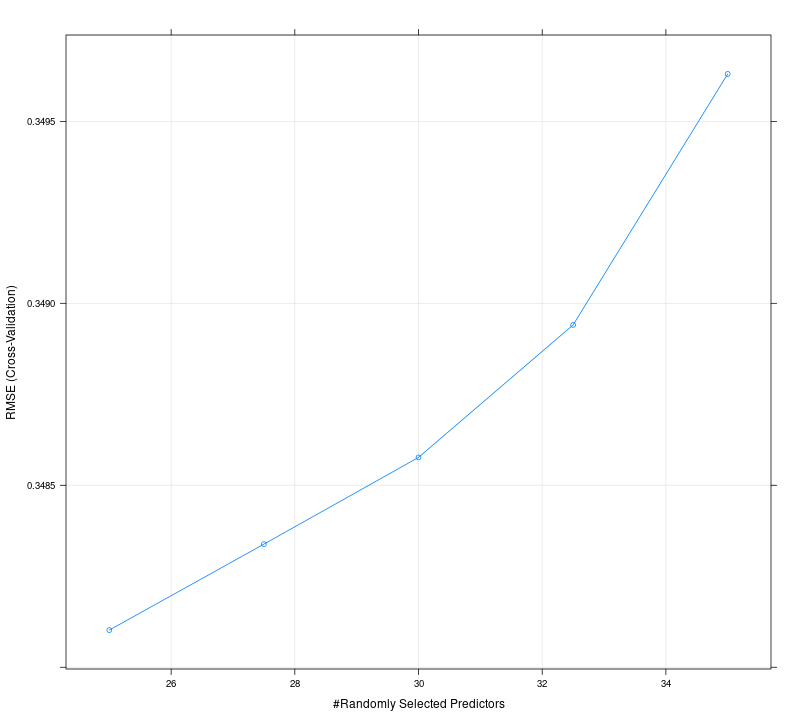 0.3495
0.3490
0.3485
RMSE (Cross-Validation)
26 28 30 32 34
#Randomly Selected Predictors